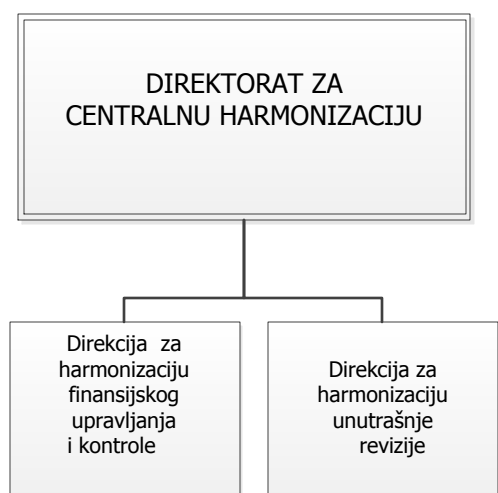 DIREKTORAT ZA
CENTRALNU HARMONIZACIJU
Direkcija za
harmonizaciju
finansijskog
upravljanja
i kontrole
Direkcija za
harmonizaciju
unutrašnje
revizije